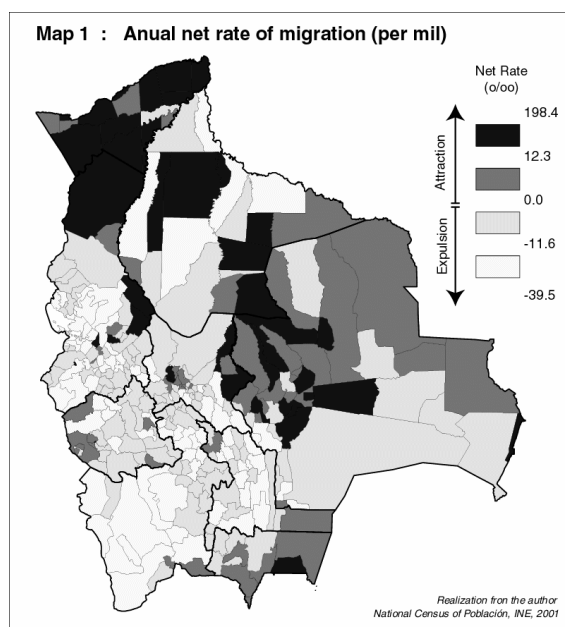 Map 1 : Anual net rate of migration (per mil)
Net Rate
(o/oo)
198.4
12.3
0.0
-11.6
-39.5
Attraction
Expulsion
Realization fron the author
National Census of Población, INE, 2001